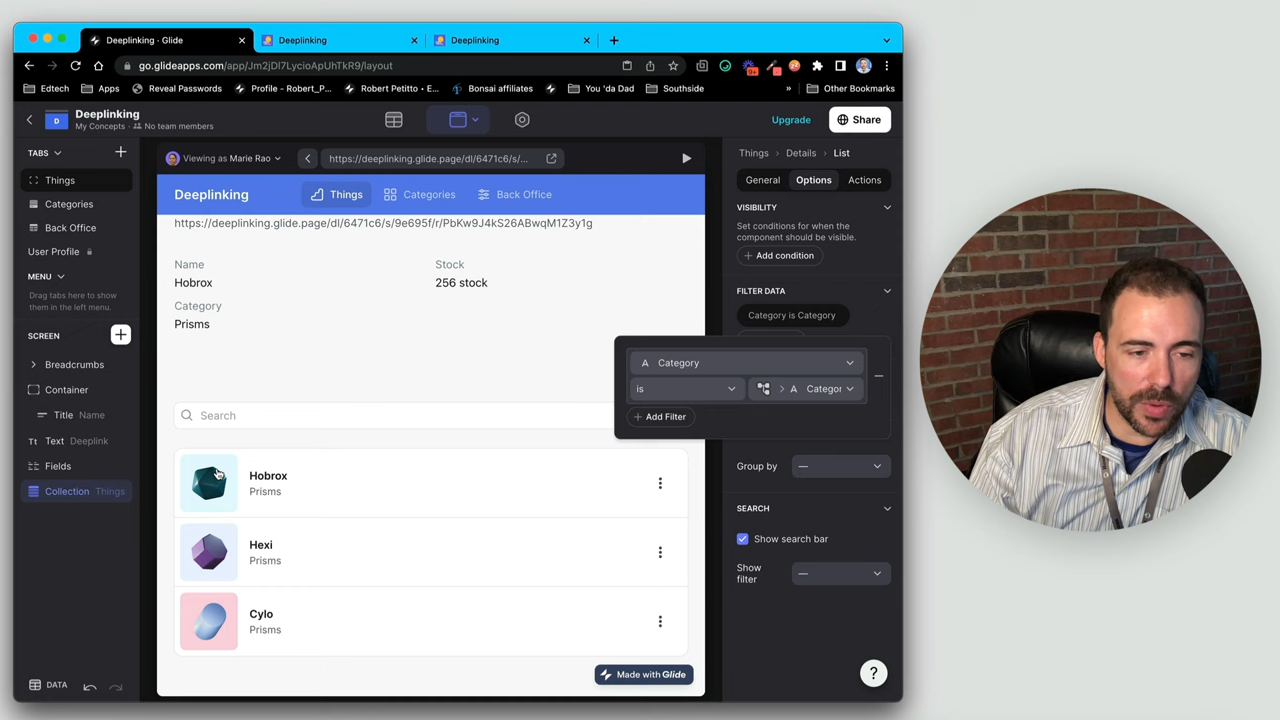 Deeplinking · Glide
Deeplinking
Deeplinking
go.glideapps.com/app/Jm2jDl7LycioApUhTkR9/layout
Edtech
Apps
Reveal Passwords
Profile - Robert_P...
Robert Petitto • E...
Bonsai affiliates
You 'da Dad
Southside
»
Other Bookmarks
Deeplinking
My Concepts · No team members
D
Upgrade
Share
TABS
Things
Categories
Back Office
User Profile
MENU
Drag tabs here to show
them in the left menu.
SCREEN
Breadcrumbs
Container
Title Name
Text Deeplink
Fields
Collection Things
DATA
Viewing as Marie Rao
https://deeplinking.glide.page/dl/6471c6/s/...
Deeplinking
Things
Categories
Back Office
https://deeplinking.glide.page/dl/6471c6/s/9e695f/r/PbKw9J4kS26ABwqM1Z3y1g
Name
Stock
Hobrox
256 stock
Category
Prisms
Search
Hobrox
Prisms
Hexi
Prisms
Cylo
Prisms
Made with Glide
Things > Details > List
General
Options
Actions
VISIBILITY
Set conditions for when the
component should be visible.
+ Add condition
FILTER DATA
Category is Category
A Category
is
> A Categor
+ Add Filter
Group by
—
SEARCH
Show search bar
Show
filter
—
?